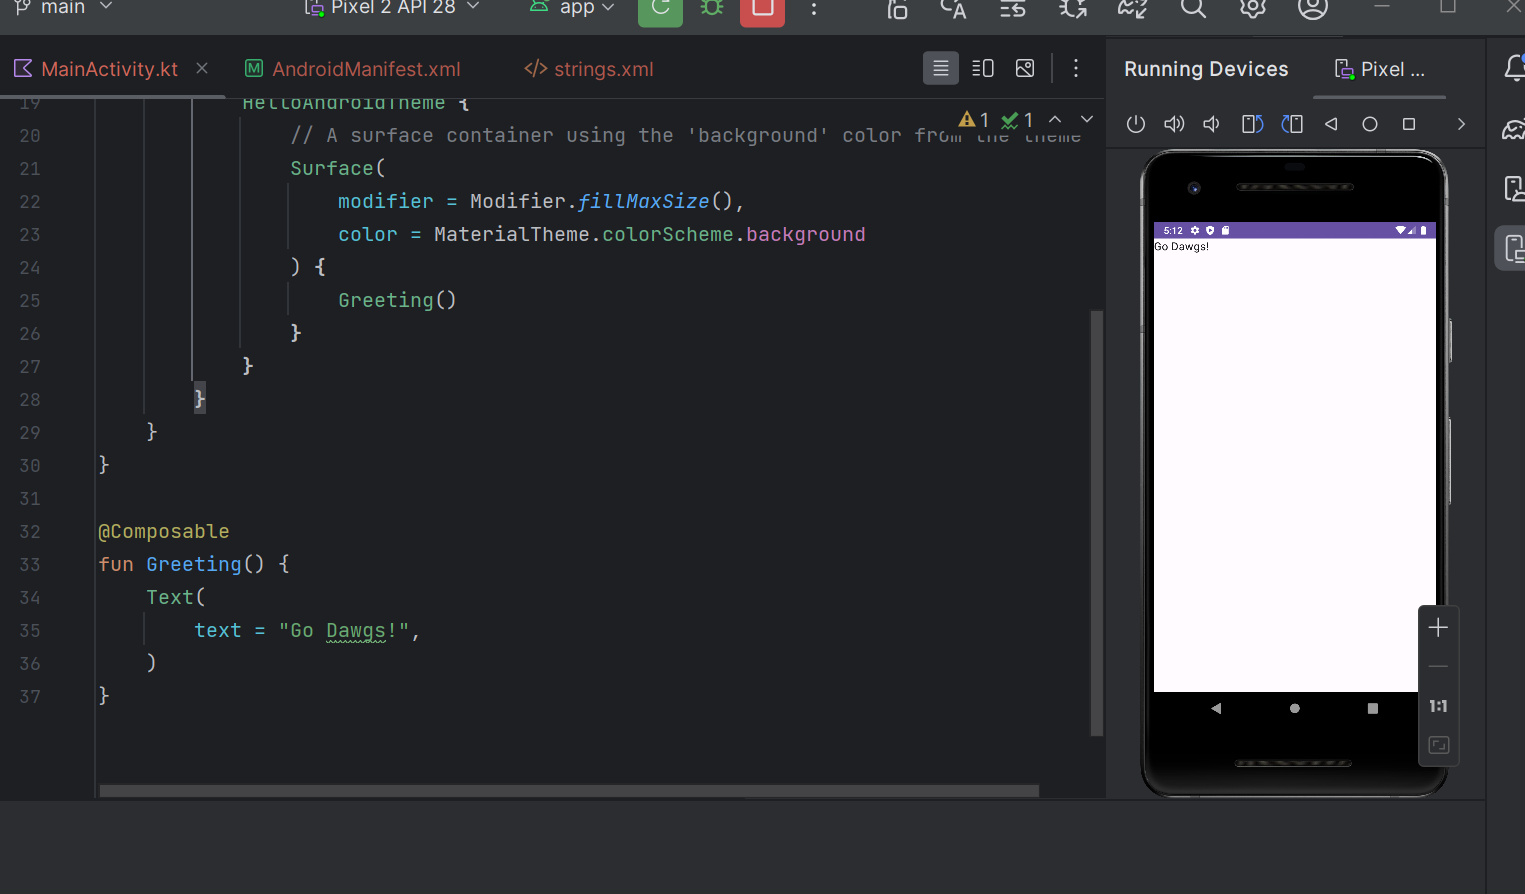 main
Pixel 2 API 28
app
MainActivity.kt
AndroidManifest.xml
strings.xml
Running Devices
Pixel ...
19 HelloAndroidTheme {
1 1
20 // A surface container using the 'background' color from the theme
21 Surface(
22 modifier = Modifier.fillMaxSize(),
23 color = MaterialTheme.colorScheme.background
24 ) {
25 Greeting()
26 }
27 }
28 }
29 }
30 }
31
32 @Composable
33 fun Greeting() {
34 Text(
35 text = "Go Dawgs!",
36 )
37 }
5:12
Go Dawgs!
1:1